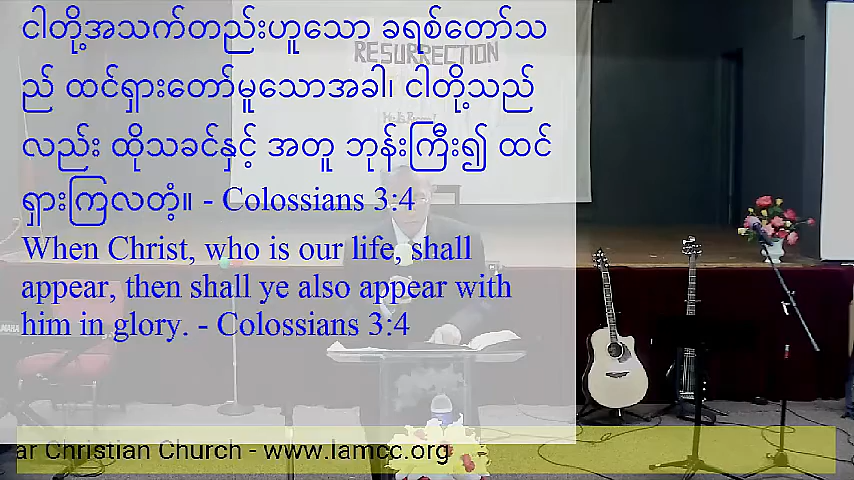 ငါတို့အသက်တည်းဟူသော ခရစ်တော်သ
ည် ထင်ရှားတော်မူသောအခါ၊ ငါတို့သည်
လည်း ထိုသခင်နှင့် အတူ ဘုန်းကြီး၍ ထင်
ရှားကြလတံ့။ - Colossians 3:4
When Christ, who is our life, shall
appear, then shall ye also appear with
him in glory. - Colossians 3:4
RESURRECTION
ar Christian Church - www.lamcc.org